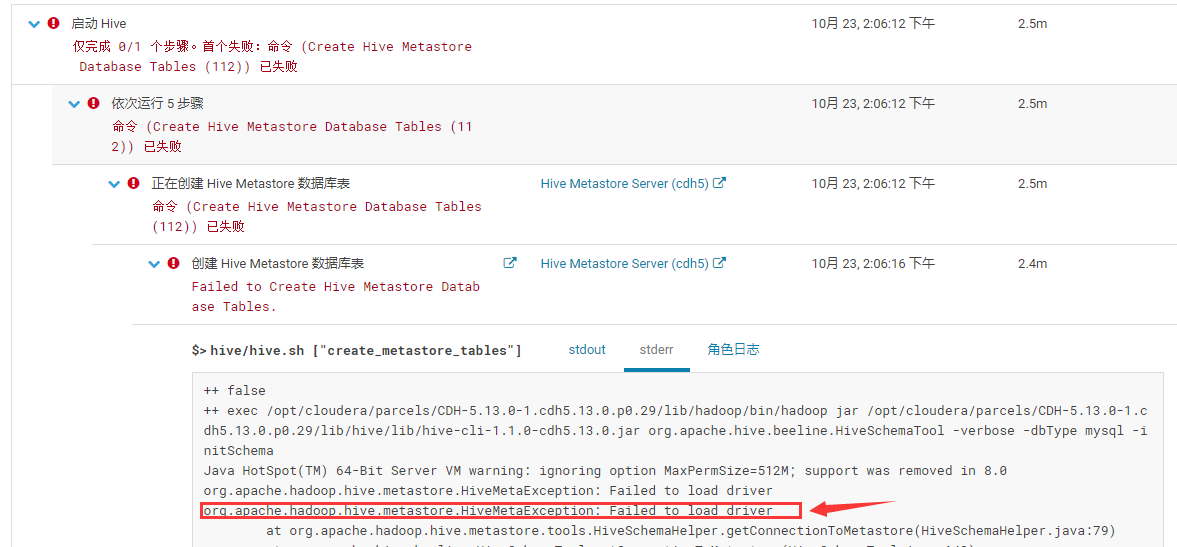 启动 Hive 10月 23, 2:06:12 下午 2.5m
仅完成 0/1 个步骤。首个失败：命令 (Create Hive Metastore
Database Tables (112)) 已失败
依次运行 5 步骤 10月 23, 2:06:12 下午 2.5m
命令 (Create Hive Metastore Database Tables (11
2)) 已失败
正在创建 Hive Metastore 数据库表 Hive Metastore Server (cdh5) 10月 23, 2:06:12 下午 2.5m
命令 (Create Hive Metastore Database Tables
(112)) 已失败
创建 Hive Metastore 数据库表 Hive Metastore Server (cdh5) 10月 23, 2:06:16 下午 2.4m
Failed to Create Hive Metastore Datab
ase Tables.
$> hive/hive.sh ["create_metastore_tables"] stdout stderr 角色日志
++ false
++ exec /opt/cloudera/parcels/CDH-5.13.0-1.cdh5.13.0.p0.29/lib/hadoop/bin/hadoop jar /opt/cloudera/parcels/CDH-5.13.0-1.c
dh5.13.0.p0.29/lib/hive/lib/hive-cli-1.1.0-cdh5.13.0.jar org.apache.hive.beeline.HiveSchemaTool -verbose -dbType mysql -i
nitSchema
Java HotSpot(TM) 64-Bit Server VM warning: ignoring option MaxPermSize=512M; support was removed in 8.0
org.apache.hadoop.hive.metastore.HiveMetaException: Failed to load driver
org.apache.hadoop.hive.metastore.HiveMetaException: Failed to load driver
at org.apache.hadoop.hive.metastore.tools.HiveSchemaHelper.getConnectionToMetastore(HiveSchemaHelper.java:79)